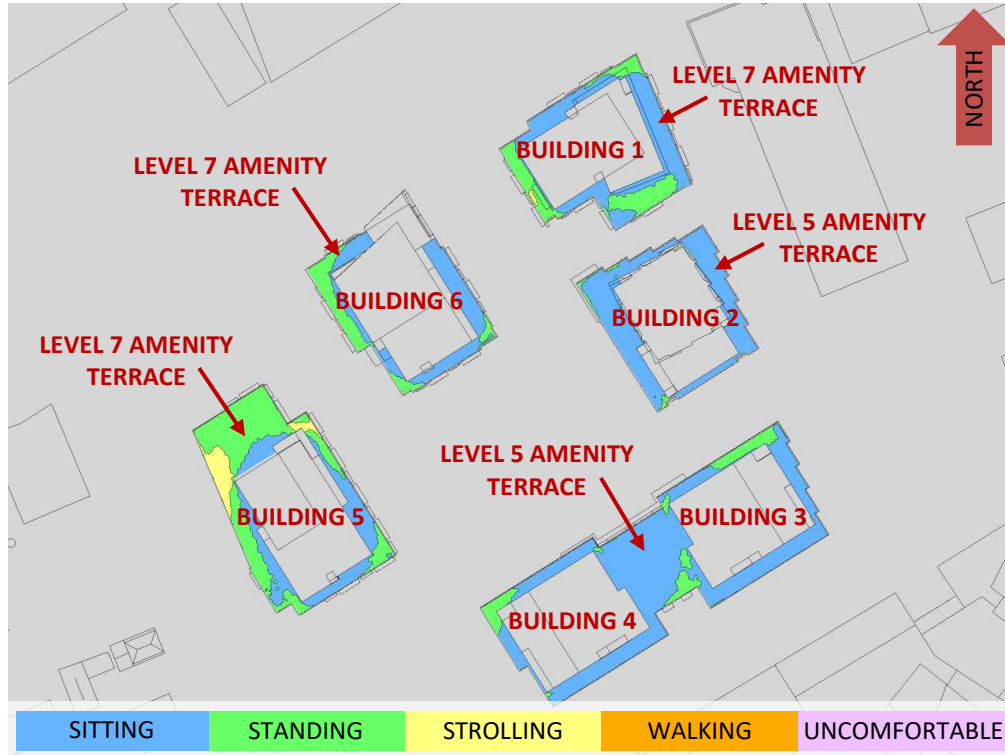 NORTH
LEVEL 7 AMENITY
TERRACE
BUILDING 1
LEVEL 7 AMENITY
TERRACE
LEVEL 5 AMENITY
TERRACE
BUILDING 6
BUILDING 2
LEVEL 7 AMENITY
TERRACE
LEVEL 5 AMENITY
TERRACE
BUILDING 5
BUILDING 3
BUILDING 4
SITTING
STANDING
STROLLING
WALKING
UNCOMFORTABLE